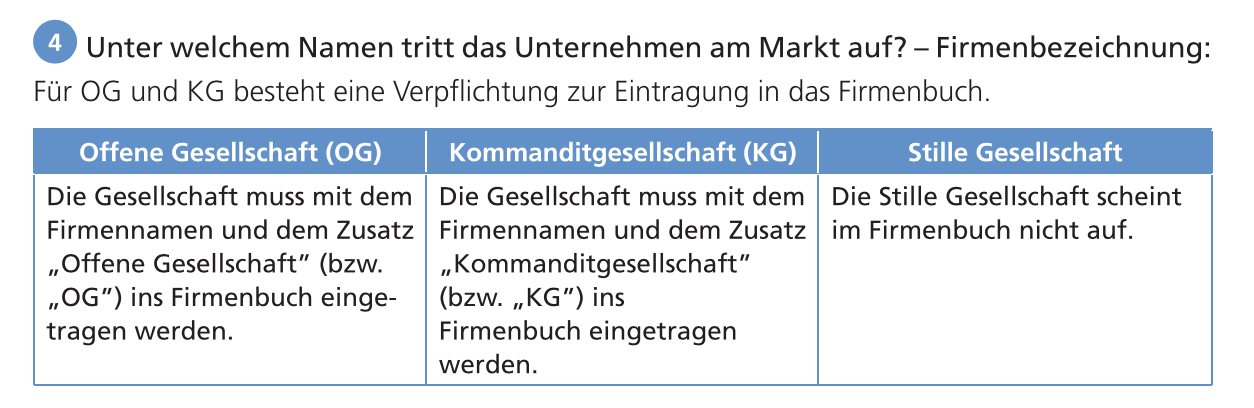 4 Unter welchem Namen tritt das Unternehmen am Markt auf? – Firmenbezeichnung:
Für OG und KG besteht eine Verpflichtung zur Eintragung in das Firmenbuch.
Offene Gesellschaft (OG)
Die Gesellschaft muss mit dem
Firmennamen und dem Zusatz
„Offene Gesellschaft” (bzw.
„OG”) ins Firmenbuch einge-
tragen werden.
Kommanditgesellschaft (KG)
Die Gesellschaft muss mit dem
Firmennamen und dem Zusatz
„Kommanditgesellschaft”
(bzw. „KG”) ins
Firmenbuch eingetragen
werden.
Stille Gesellschaft
Die Stille Gesellschaft scheint
im Firmenbuch nicht auf.